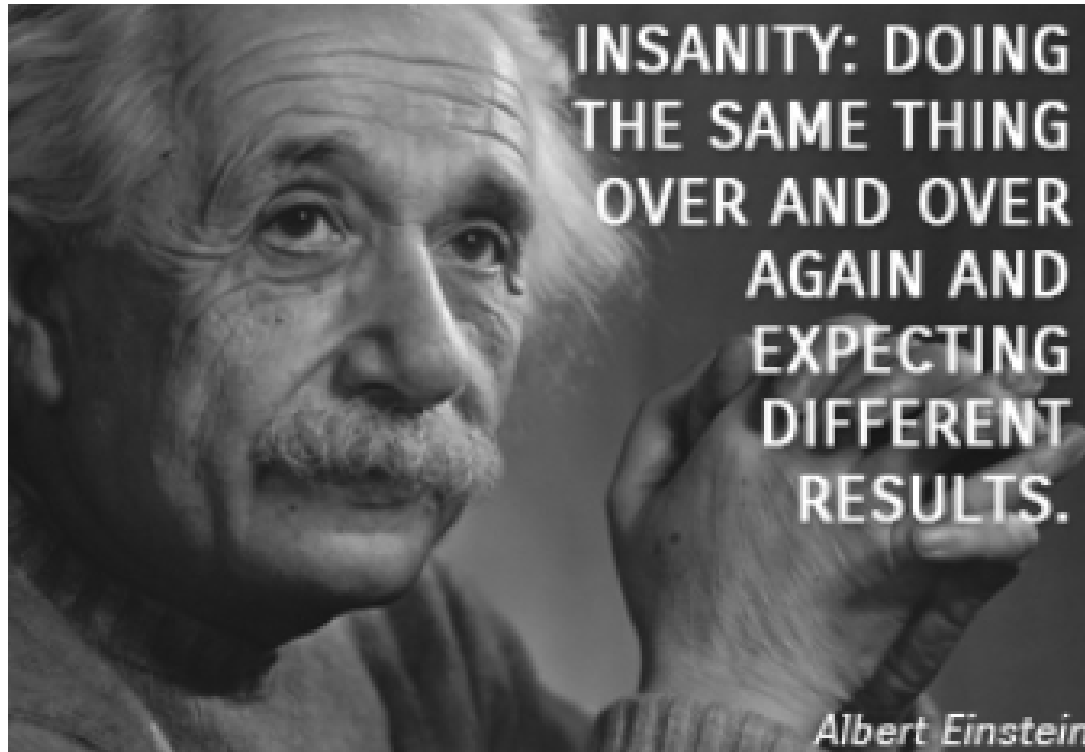 INSANITY: DOING
THE SAME THING
OVER AND OVER
AGAIN AND
EXPECTING
DIFFERENT
RESULTS.
Albert Einstein